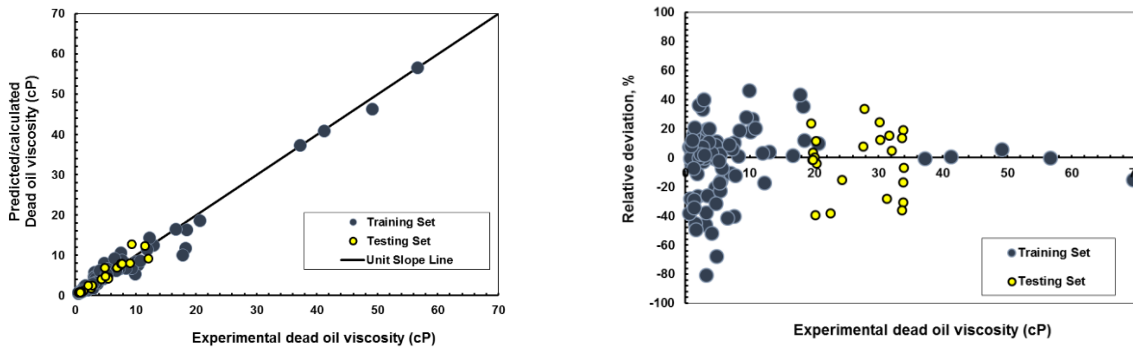 Predicted/calculated
Dead oil viscosity (cP)
70
60
50
40
30
20
10
0
0 10 20 30 40 50 60 70
Training Set
Testing Set
Unit Slope Line
Experimental dead oil viscosity (cP)
Relative deviation, %
100
80
60
40
20
0
-20
-40
-60
-80
-100
0 10 20 30 40 50 60 70
Training Set
Testing Set
Experimental dead oil viscosity (cP)